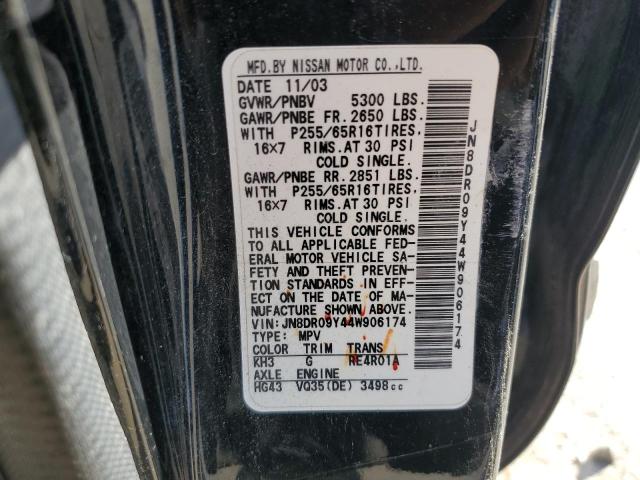 MFD.BY NISSAN MOTOR CO.,LTD.
DATE 11/03
GVWR/PNBV 5300 LBS.
GAWR/PNBE FR. 2650 LBS.
WITH P255/65R16TIRES,
16×7 RIMS. AT 30 PSI
COLD SINGLE.
GAWR/PNBE RR. 2851 LBS.
WITH P255/65R16TIRES,
16×7 RIMS. AT 30 PSI
COLD SINGLE.
THIS VEHICLE CONFORMS
TO ALL APPLICABLE FED-
ERAL MOTOR VEHICLE SA-
FETY AND THEFT PREVEN-
TION STANDARDS IN EFF-
ECT ON THE DATE OF MA-
NUFACTURE SHOWN ABOVE.
VIN:JN8DR09Y44W906174
TYPE: MPV
COLOR TRIM TRANS
KH3 G RE4R01A
AXLE ENGINE
HG43 VQ35(DE) 3498cc
JN8DR09Y44W906174